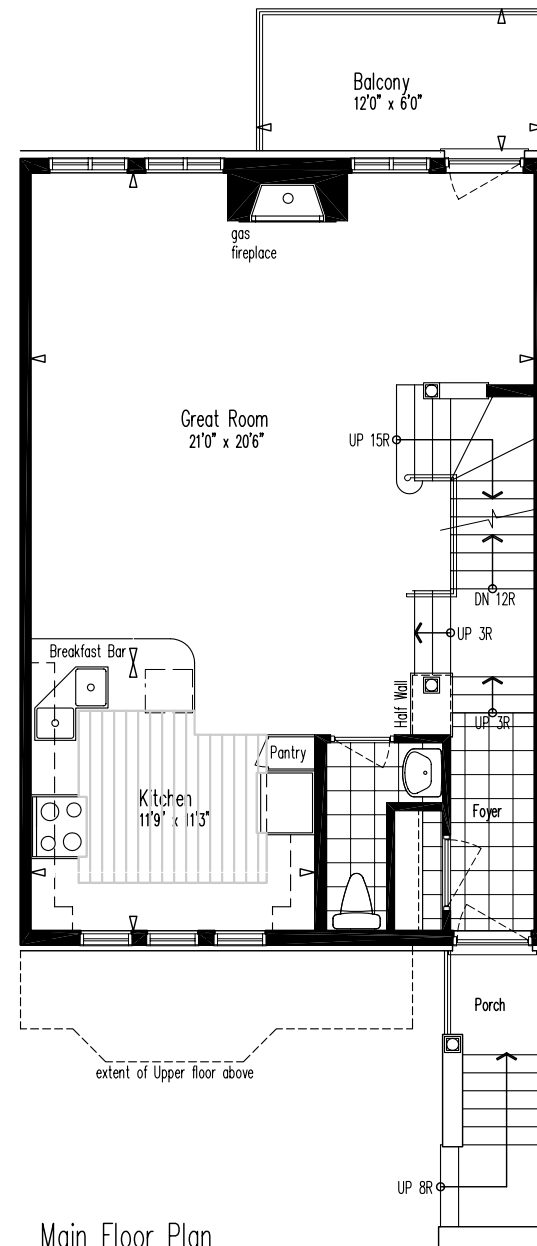 Balcony
12'0" x 6'0"
gas
fireplace
Great Room
21'0" x 20'6"
UP 15R
DN 12R
UP 3R
Breakfast Bar
Half Wall
UP 3R
Pantry
Kitchen
11'9" x 11'3"
Foyer
Porch
extent of Upper floor above
UP 8R
Main Floor Plan